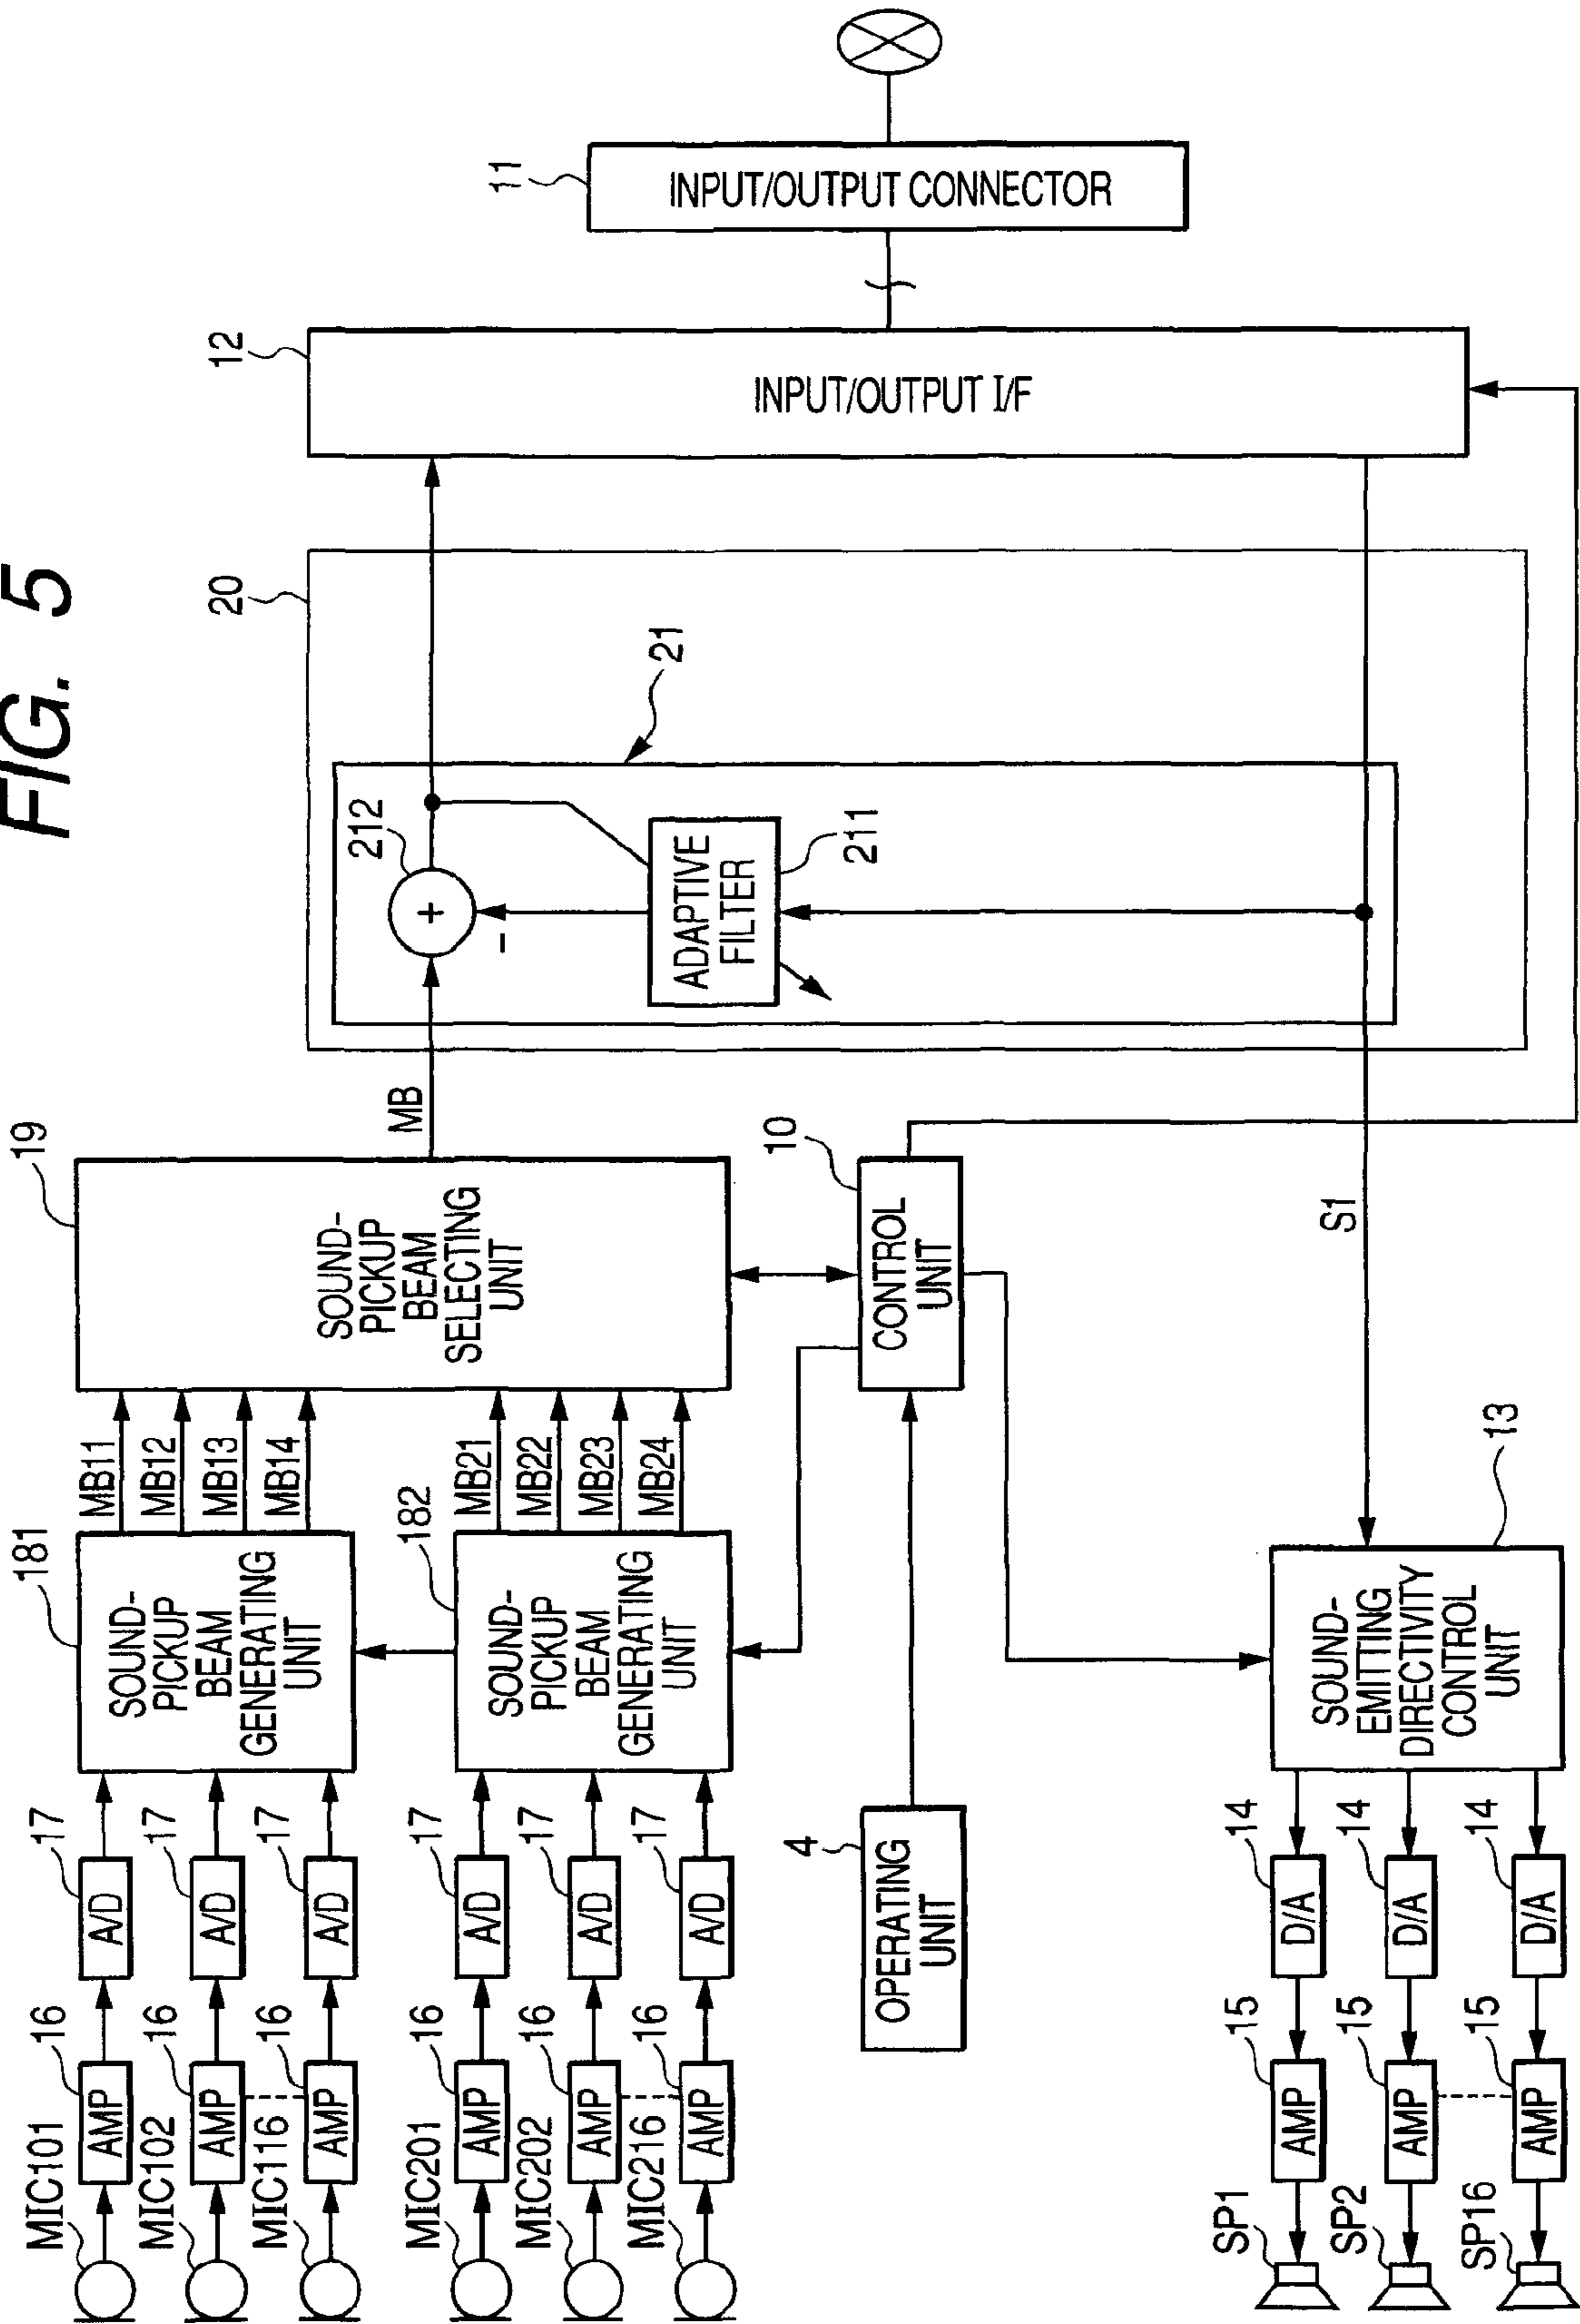 FIG. 5
MIC101
16
AMP
17
A/D
MIC102
16
AMP
17
A/D
MIC116
16
AMP
17
A/D
181
SOUND-
PICKUP
BEAM
GENERATING
UNIT
MB11
MB12
MB13
MB14
MIC201
16
AMP
17
A/D
MIC202
16
AMP
17
A/D
MIC216
16
AMP
17
A/D
182
SOUND-
PICKUP
BEAM
GENERATING
UNIT
MB21
MB22
MB23
MB24
19
SOUND-
PICKUP
BEAM
SELECTING
UNIT
MB
20
21
212
+
-
ADAPTIVE
FILTER
211
12
INPUT/OUTPUT I/F
11
INPUT/OUTPUT CONNECTOR
4
OPERATING
UNIT
10
CONTROL
UNIT
S1
13
SOUND-
EMITTING
DIRECTIVITY
CONTROL
UNIT
SP1
15
AMP
14
D/A
SP2
15
AMP
14
D/A
SP16
15
AMP
14
D/A